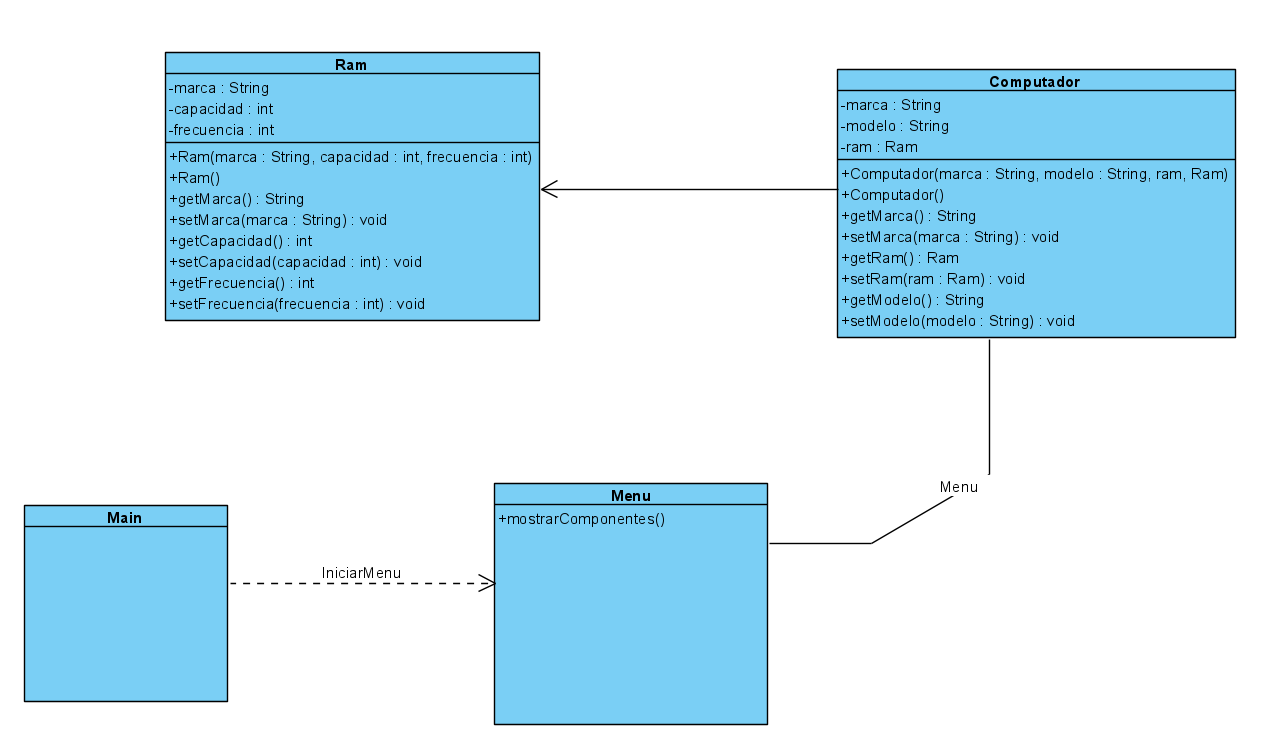 Ram
-marca : String
-capacidad : int
-frecuencia : int
+Ram(marca : String, capacidad : int, frecuencia : int)
+Ram()
+getMarca() : String
+setMarca(marca : String) : void
+getCapacidad() : int
+setCapacidad(capacidad : int) : void
+getFrecuencia() : int
+setFrecuencia(frecuencia : int) : void
Computador
-marca : String
-modelo : String
-ram : Ram
+Computador(marca : String, modelo : String, ram, Ram)
+Computador()
+getMarca() : String
+setMarca(marca : String) : void
+getRam() : Ram
+setRam(ram : Ram) : void
+getModelo() : String
+setModelo(modelo : String) : void
Menu
Main
IniciarMenu
Menu
+mostrarComponentes()